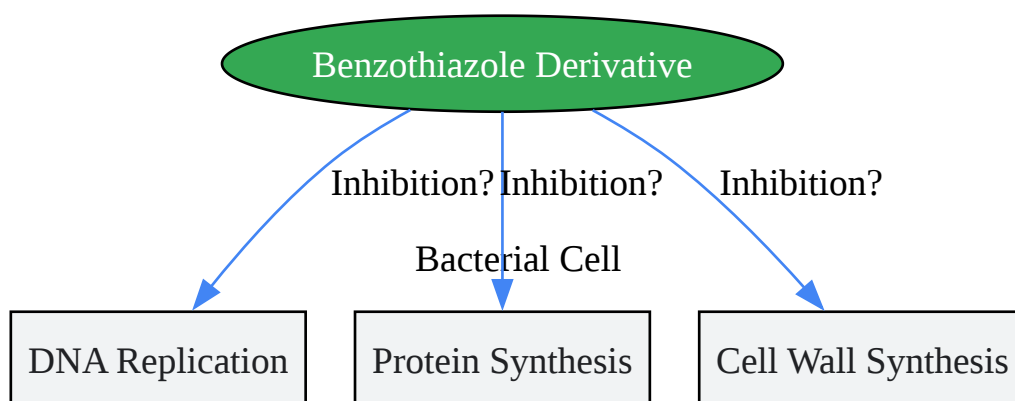 Benzothiazole Derivative
Inhibition? Inhibition? Inhibition?
Bacterial Cell
DNA Replication Protein Synthesis Cell Wall Synthesis